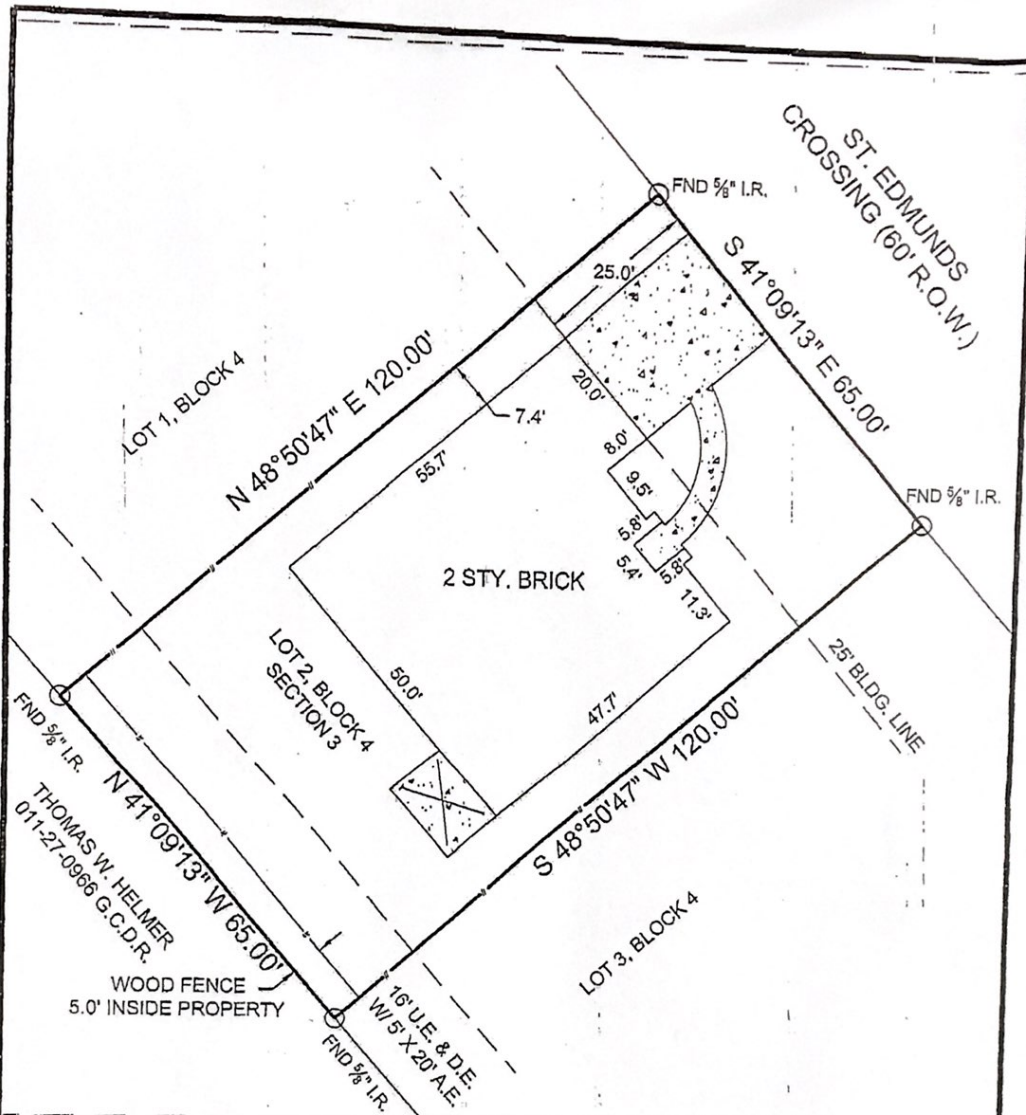 ST. EDMUNDS
CROSSING (60' R.O.W.)
FND 5/8" I.R.
S 41°09'13" E 65.00'
25.0'
LOT 1, BLOCK 4
N 48°50'47" E 120.00'
7.4'
20.0'
55.7'
8.0'
9.5'
5.8'
5.4'
5.8'
11.3'
FND 5/8" I.R.
2 STY. BRICK
LOT 2, BLOCK 4
SECTION 3
50.0'
47.7'
25' BLDG. LINE
S 48°50'47" W 120.00'
FND 5/8" I.R.
N 41°09'13" W 65.00'
THOMAS W. HELMER
011-27-0966 G.C.D.R.
WOOD FENCE
5.0' INSIDE PROPERTY
LOT 3, BLOCK 4
16' U.E. & D.E.
W/ 5' X 20' A.E.
FND 5/8" I.R.